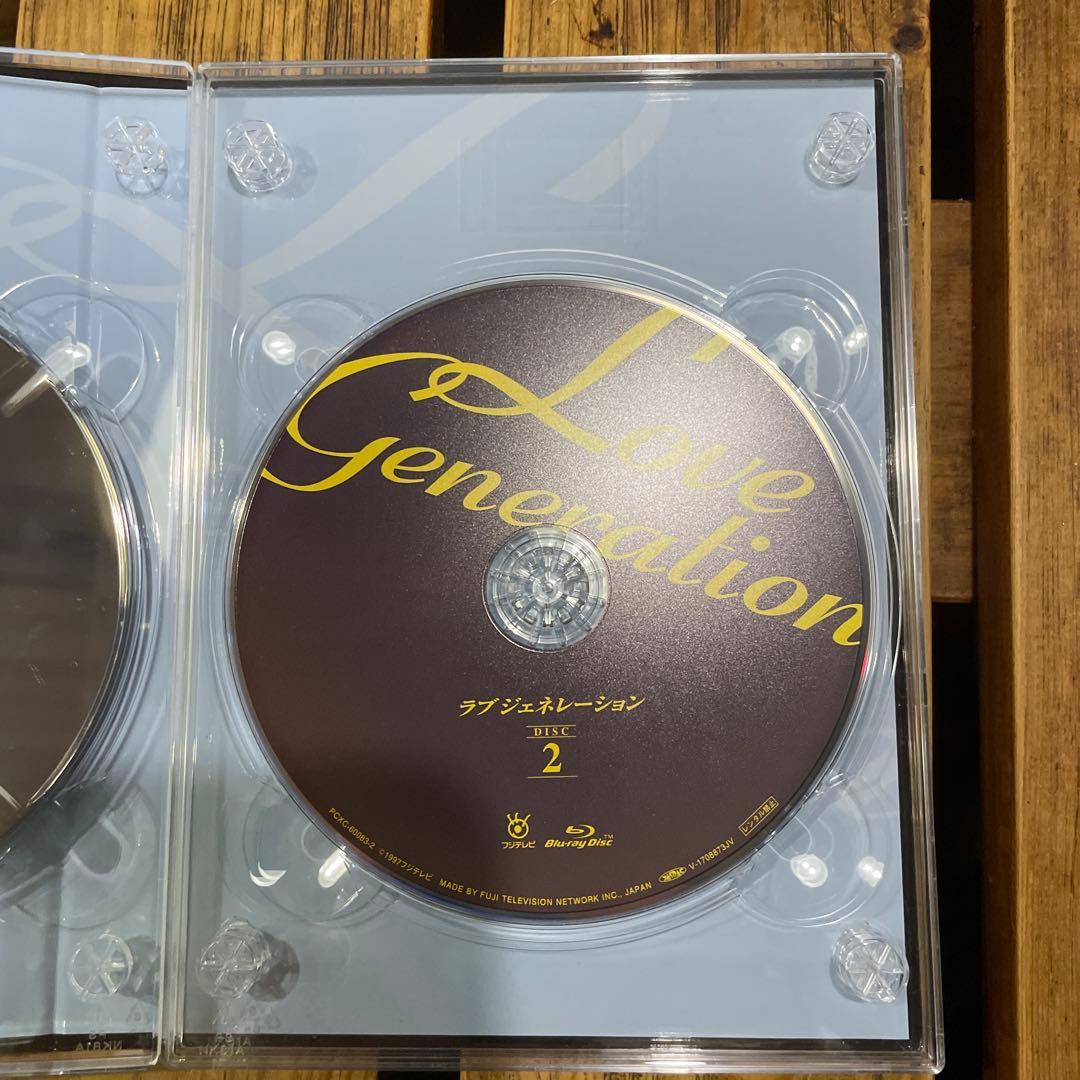 Love
Generation
ラブジェネレーション
DISC
2
フジテレビ
Blu-ray Disc™
PCXC-60083-2 ©1997フジテレビ MADE BY FUJI TELEVISION NETWORK INC., JAPAN V-1708873JV レンタル禁止